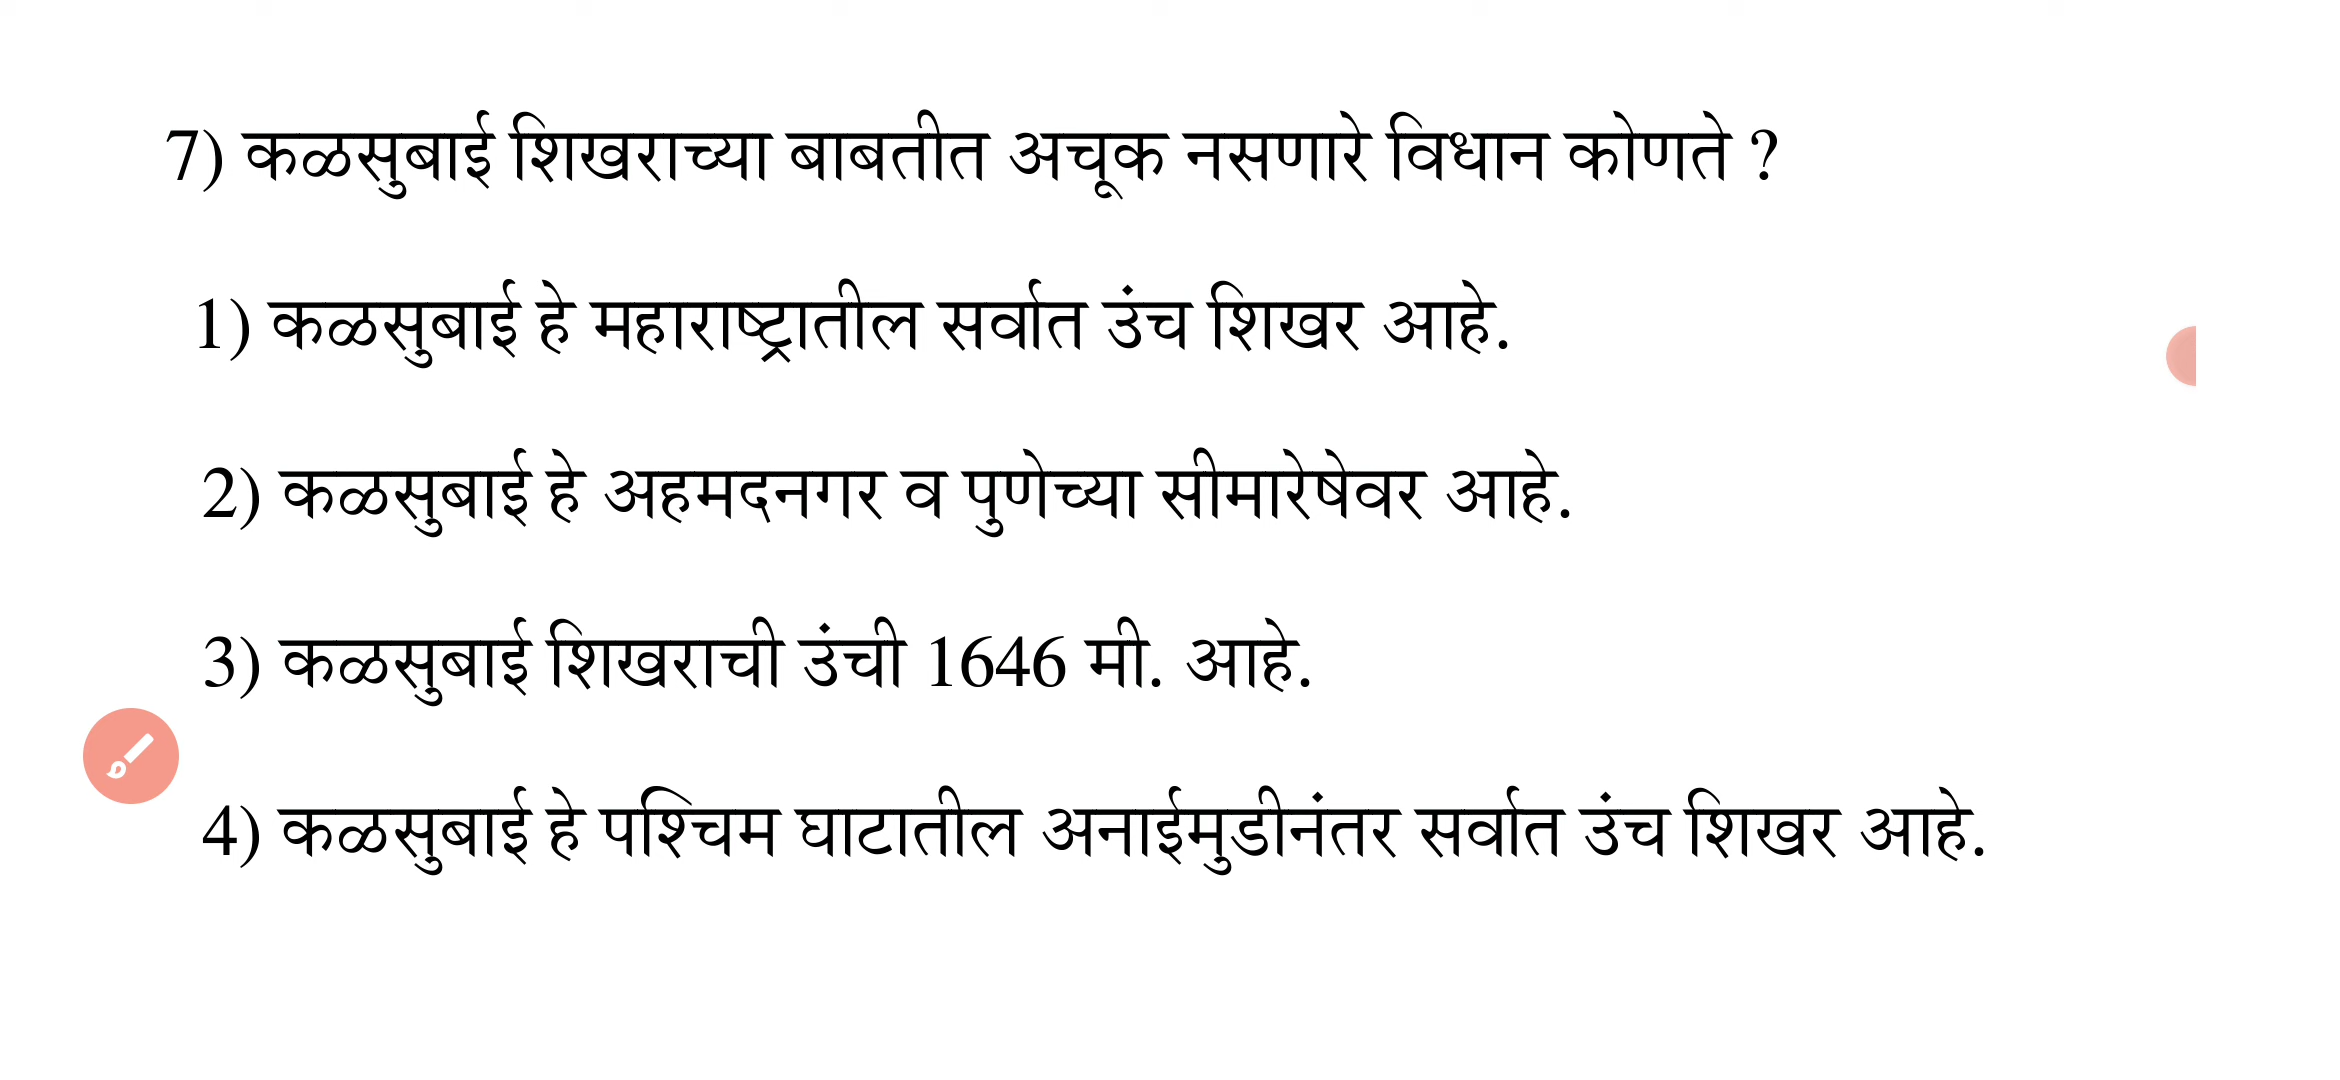 7) कळसुबाई शिखराच्या बाबतीत अचूक नसणारे विधान कोणते ?
1) कळसुबाई हे महाराष्ट्रातील सर्वात उंच शिखर आहे.
2) कळसुबाई हे अहमदनगर व पुणेच्या सीमारेषेवर आहे.
3) कळसुबाई शिखराची उंची 1646 मी. आहे.
4) कळसुबाई हे पश्चिम घाटातील अनाईमुडीनंतर सर्वात उंच शिखर आहे.